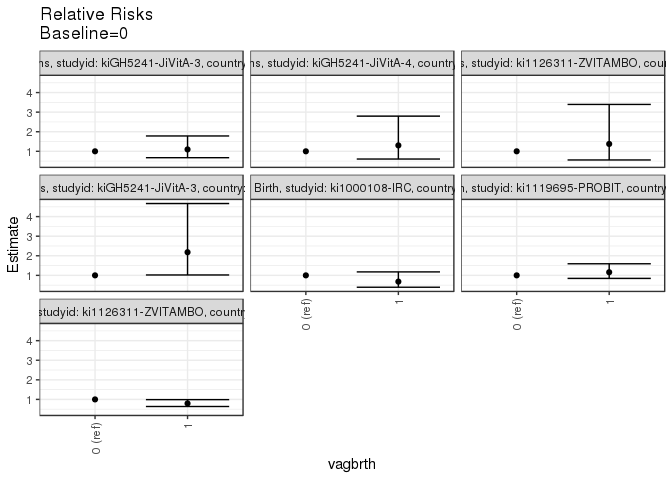 Relative Risks
Baseline=0
ns, studyid: kiGH5241-JiVitA-3, country
ns, studyid: kiGH5241-JiVitA-4, country
s, studyid: ki1126311-ZVITAMBO, cou
4
3
2
1
s, studyid: kiGH5241-JiVitA-3, country:
Birth, studyid: ki1000108-IRC, country
n, studyid: ki1119695-PROBIT, country
4
3
2
1
Estimate
studyid: ki1126311-ZVITAMBO, countr
0 (ref)
1
0 (ref)
1
4
3
2
1
0 (ref)
1
vagbrth